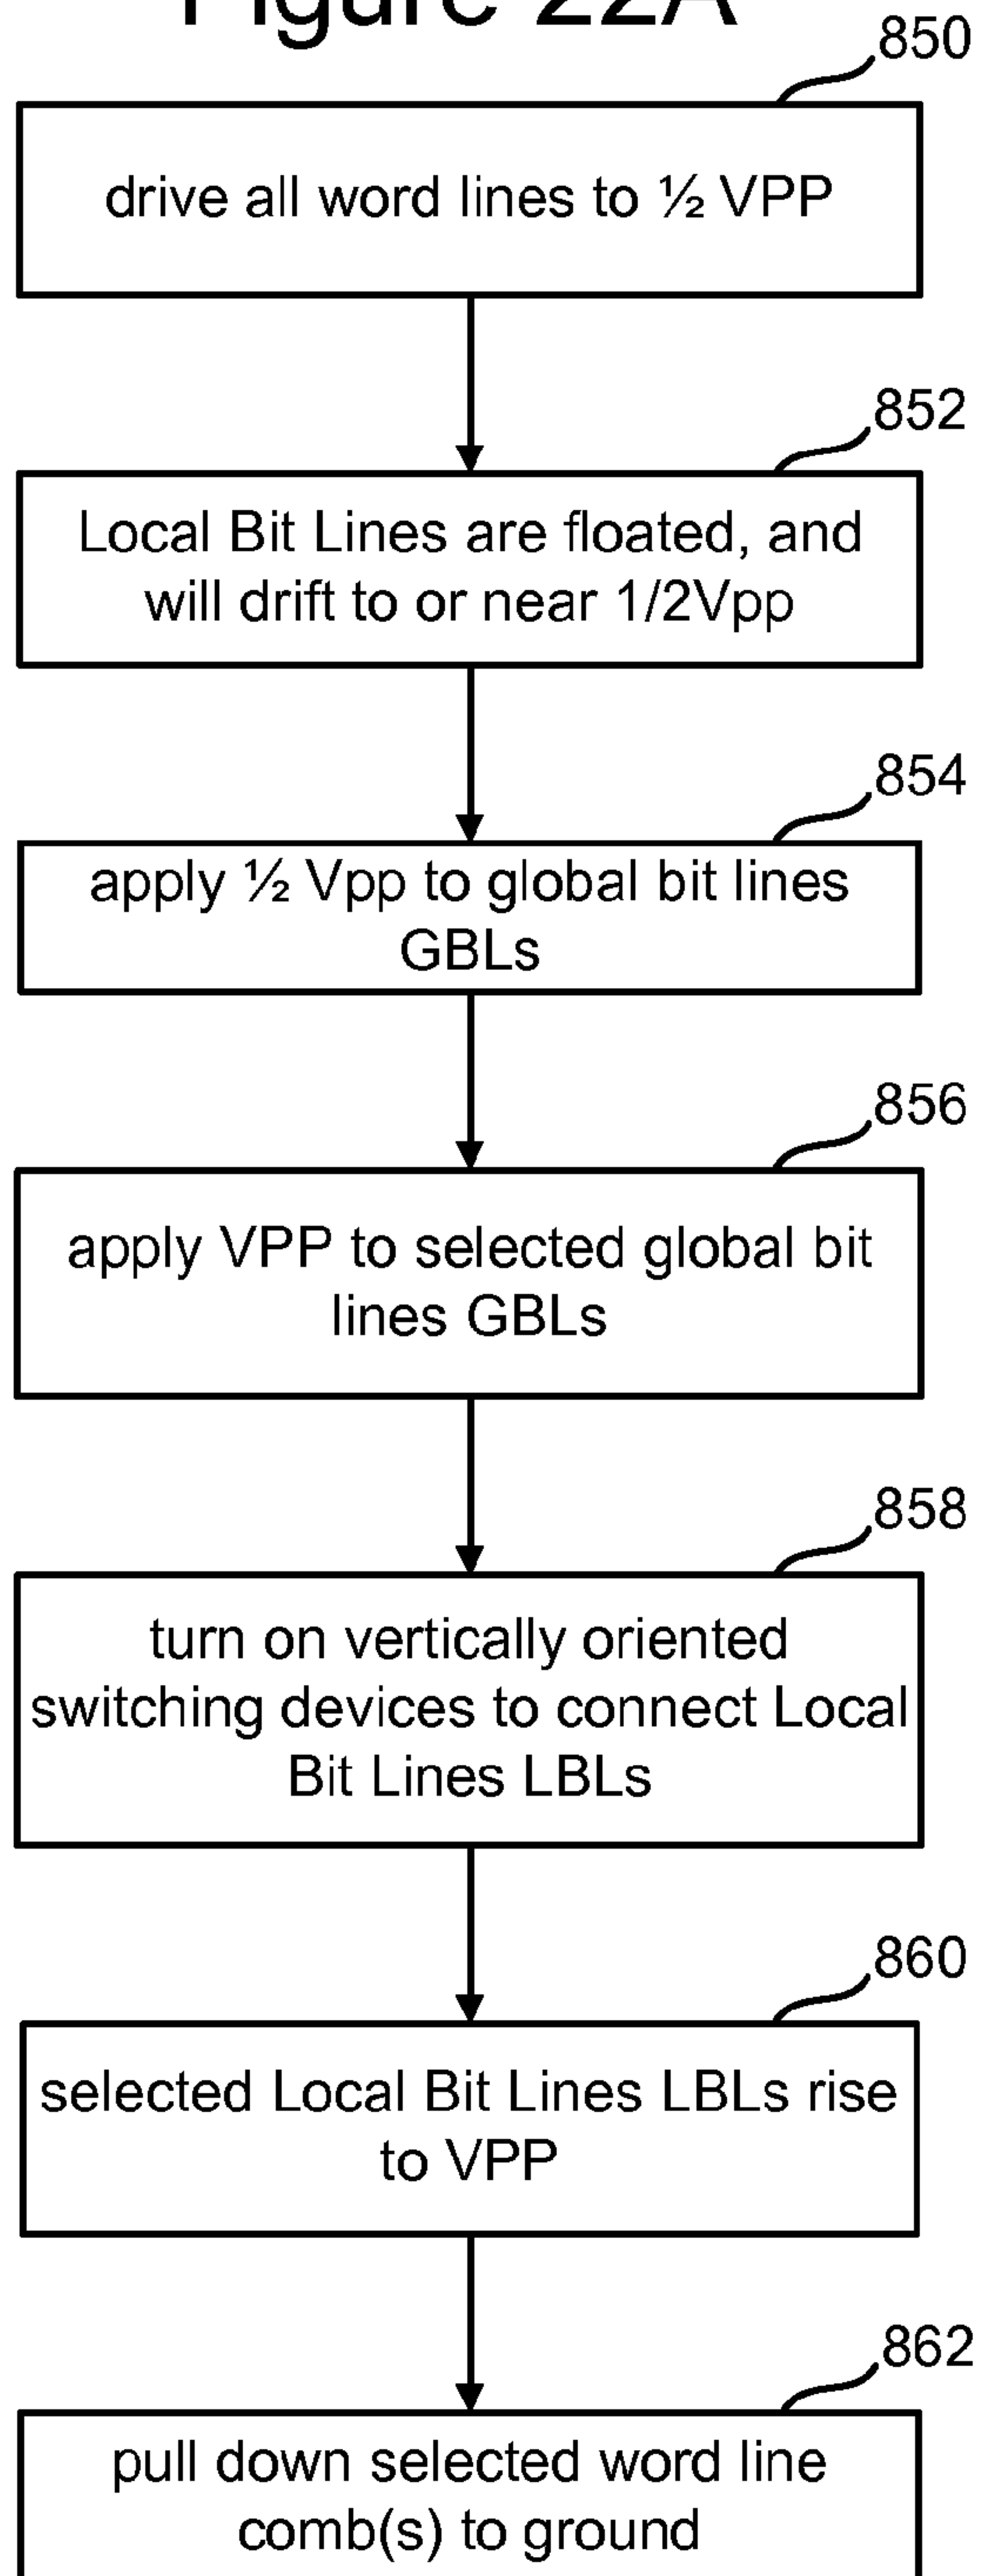 Figure 22A
850
drive all word lines to ½ VPP
852
Local Bit Lines are floated, and
will drift to or near 1/2Vpp
854
apply ½ Vpp to global bit lines
GBLs
856
apply VPP to selected global bit
lines GBLs
858
turn on vertically oriented
switching devices to connect Local
Bit Lines LBLs
860
selected Local Bit Lines LBLs rise
to VPP
862
pull down selected word line
comb(s) to ground